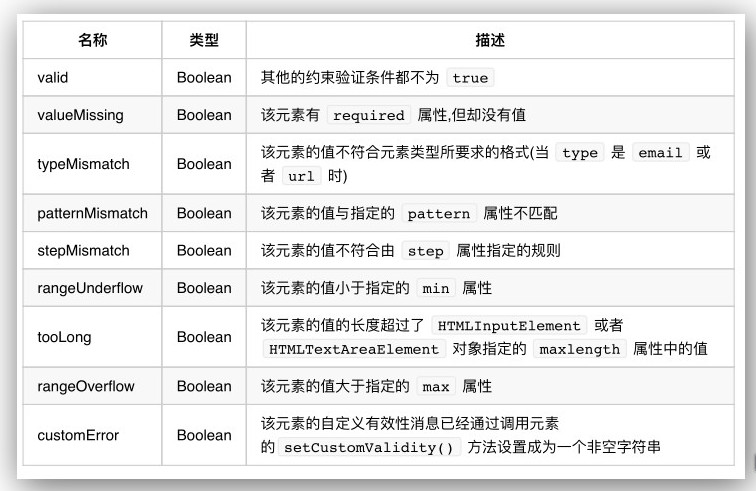 名称 类型 描述
valid Boolean 其他的约束验证条件都不为 true
valueMissing Boolean 该元素有 required 属性,但却没有值
typeMismatch Boolean 该元素的值不符合元素类型所要求的格式(当 type 是 email 或
者 url 时)
patternMismatch Boolean 该元素的值与指定的 pattern 属性不匹配
stepMismatch Boolean 该元素的值不符合由 step 属性指定的规则
rangeUnderflow Boolean 该元素的值小于指定的 min 属性
tooLong Boolean 该元素的值的长度超过了 HTMLInputElement 或者
HTMLTextAreaElement 对象指定的 maxlength 属性中的值
rangeOverflow Boolean 该元素的值大于指定的 max 属性
customError Boolean 该元素的自定义有效性消息已经通过调用元素
的 setCustomValidity() 方法设置成为一个非空字符串